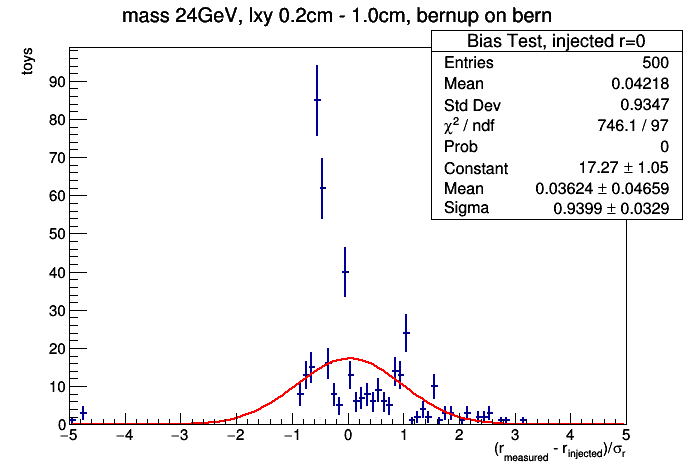 mass 24GeV, lxy 0.2cm - 1.0cm, bernup on bern
toys
Bias Test, injected r=0
Entries 500
Mean 0.04218
Std Dev 0.9347
χ² / ndf 746.1 / 97
Prob 0
Constant 17.27 ± 1.05
Mean 0.03624 ± 0.04659
Sigma 0.9399 ± 0.0329
90
80
70
60
50
40
30
20
10
0
−5 −4 −3 −2 −1 0 1 2 3 4 5
(r_measured - r_injected)/σ_r